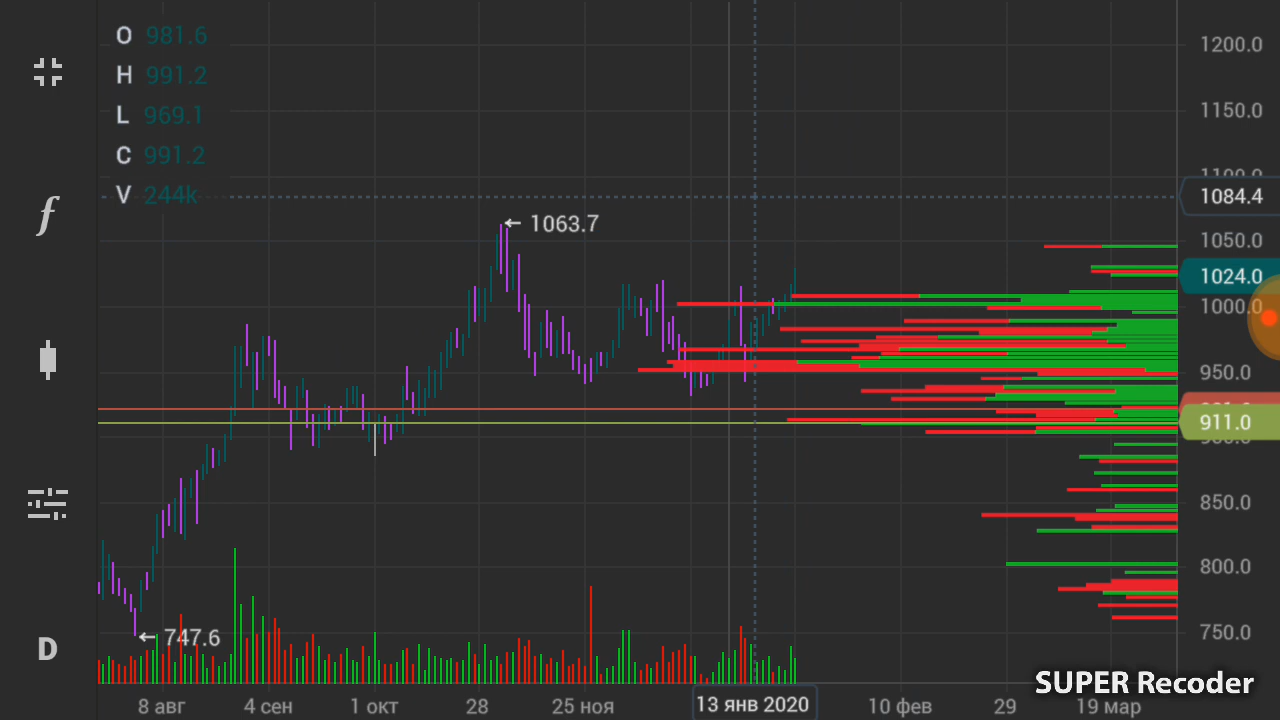 O 981.6
H 991.2
L 969.1
C 991.2
V 244k
f
D
1063.7
747.6
1200.0
1150.0
1084.4
1050.0
1024.0
1000.0
950.0
911.0
850.0
800.0
750.0
8 авг
4 сен
1 окт
28
25 ноя
13 янв 2020
10 фев
29
19 мар
SUPER Recoder